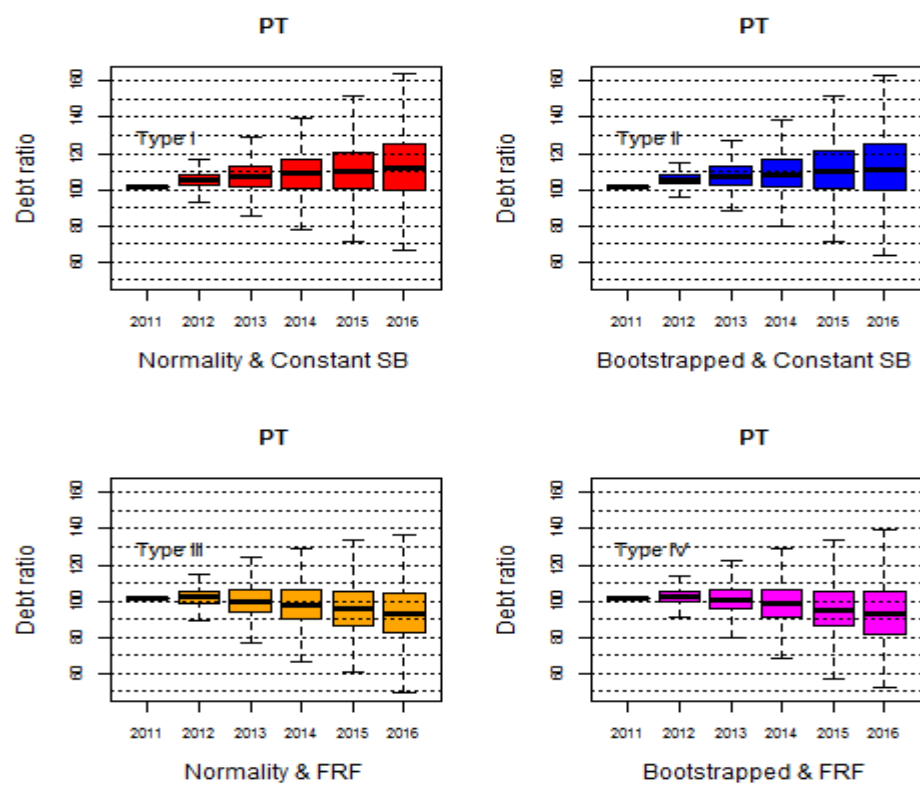 PT
160
140
120
100
80
60
Debt ratio
Type I
2011 2012 2013 2014 2015 2016
Normality & Constant SB
PT
160
140
120
100
80
60
Debt ratio
Type II
2011 2012 2013 2014 2015 2016
Bootstrapped & Constant SB
PT
160
140
120
100
80
60
Debt ratio
Type III
2011 2012 2013 2014 2015 2016
Normality & FRF
PT
160
140
120
100
80
60
Debt ratio
Type IV
2011 2012 2013 2014 2015 2016
Bootstrapped & FRF